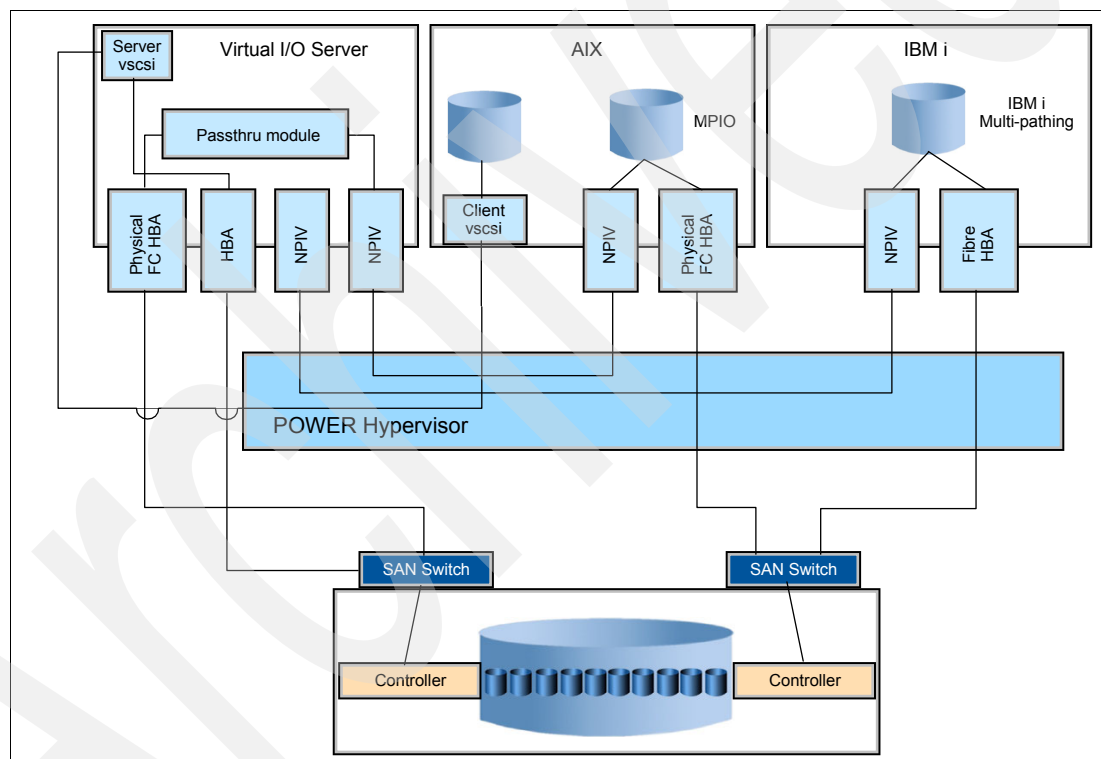 Server
vscsi
Virtual I/O Server
AIX
IBM i
Passthru module
MPIO
IBM i
Multi-pathing
Client
vscsi
Physical
FC HBA
HBA
NPIV
NPIV
NPIV
Physical
FC HBA
NPIV
Fibre
HBA
POWER Hypervisor
SAN Switch
SAN Switch
Controller
Controller